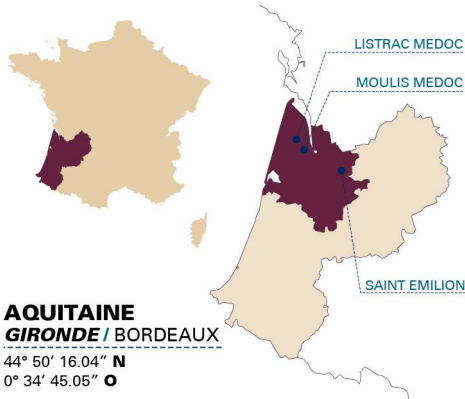 LISTRAC MEDOC
MOULIS MEDOC
SAINT EMILION
AQUITAINE
GIRONDE / BORDEAUX
44° 50’ 16.04” N
0° 34’ 45.05” O